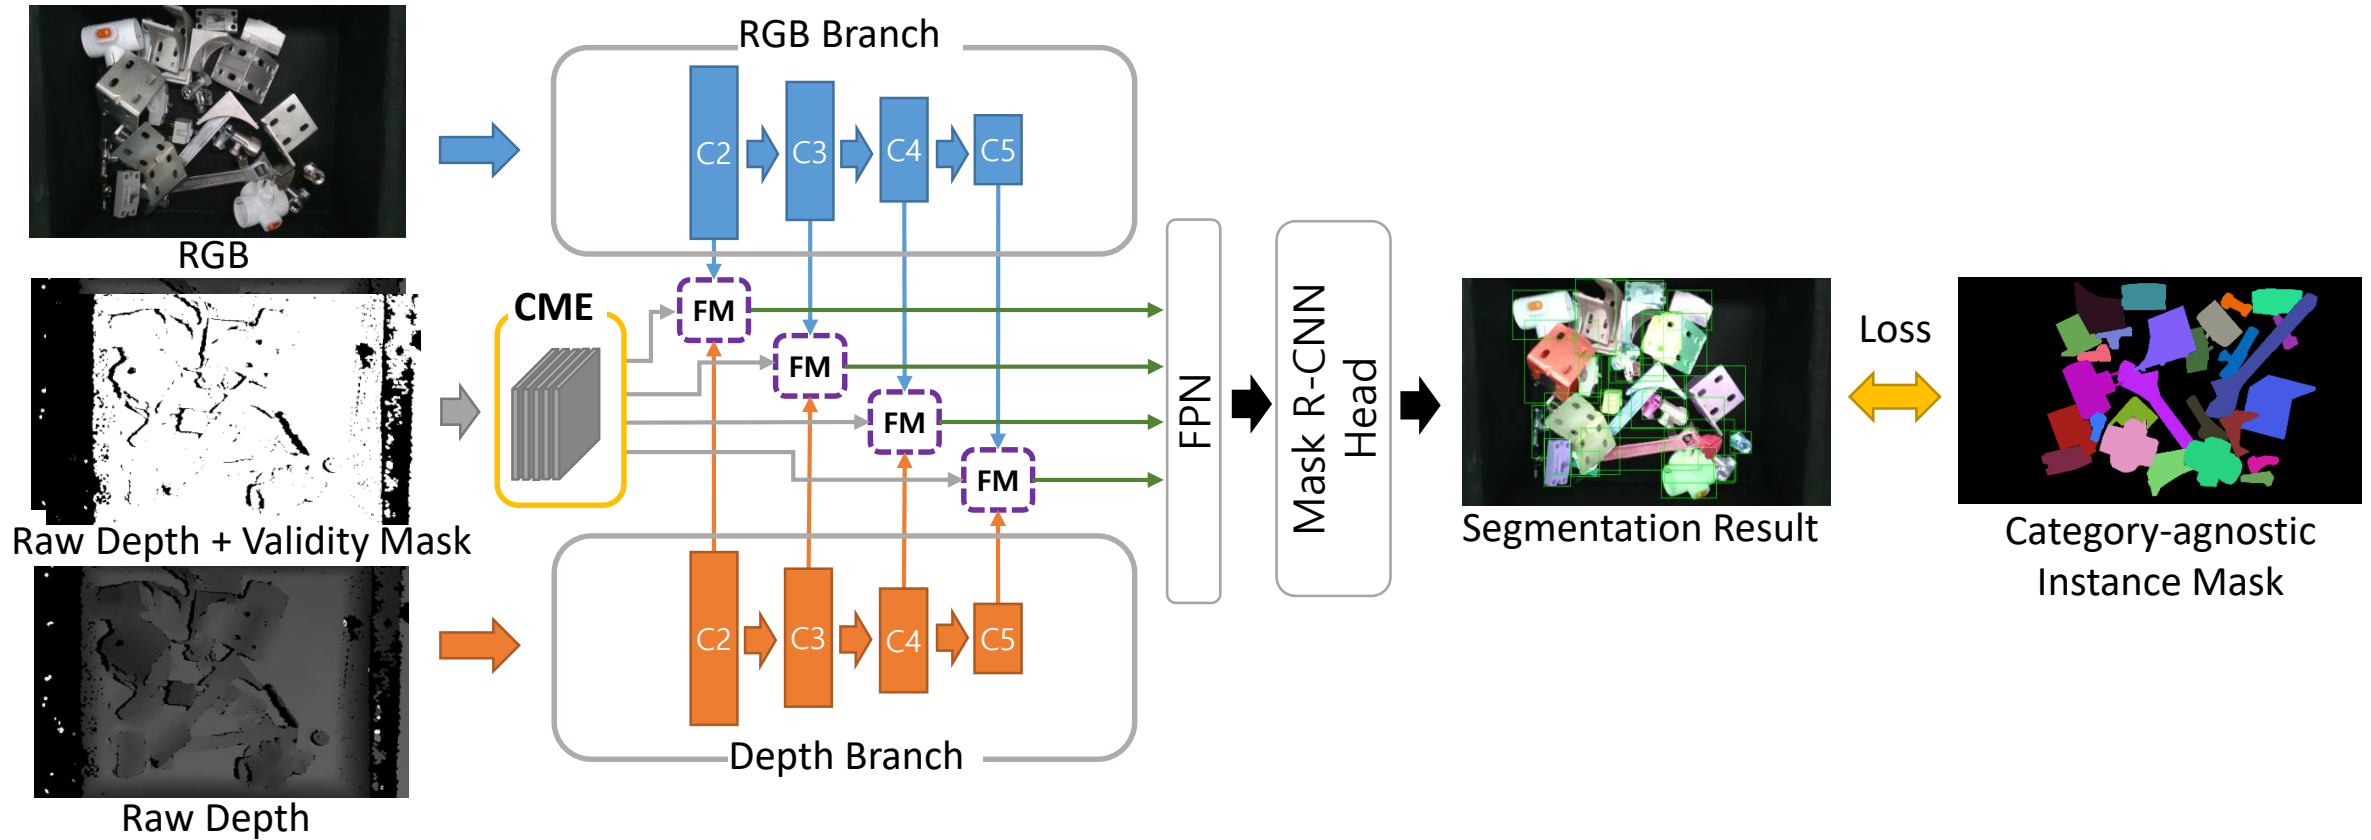 RGB
Raw Depth + Validity Mask
Raw Depth
RGB Branch
C2
C3
C4
C5
CME
FM
FM
FM
FM
C2
C3
C4
C5
Depth Branch
FPN
Mask R-CNN
Head
Segmentation Result
Loss
Category-agnostic
Instance Mask